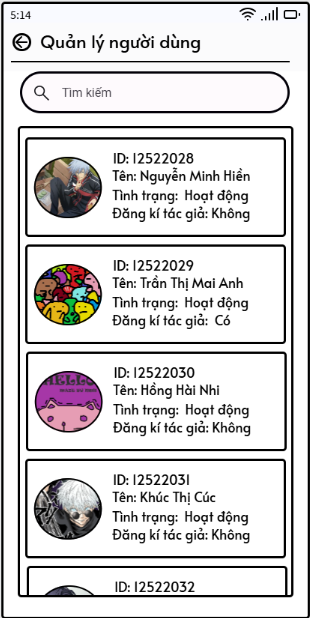 5:14
Quản lý người dùng
Tìm kiếm
ID: 12522028
Tên: Nguyễn Minh Hiền
Tình trạng: Hoạt động
Đăng kí tác giả: Không
ID: 12522029
Tên: Trần Thị Mai Anh
Tình trạng: Hoạt động
Đăng kí tác giả: Có
HELLO
ID: 12522030
Tên: Hồng Hài Nhi
Tình trạng: Hoạt động
Đăng kí tác giả: Không
ID: 12522031
Tên: Khúc Thị Cúc
Tình trạng: Hoạt động
Đăng kí tác giả: Không
ID: 12522032